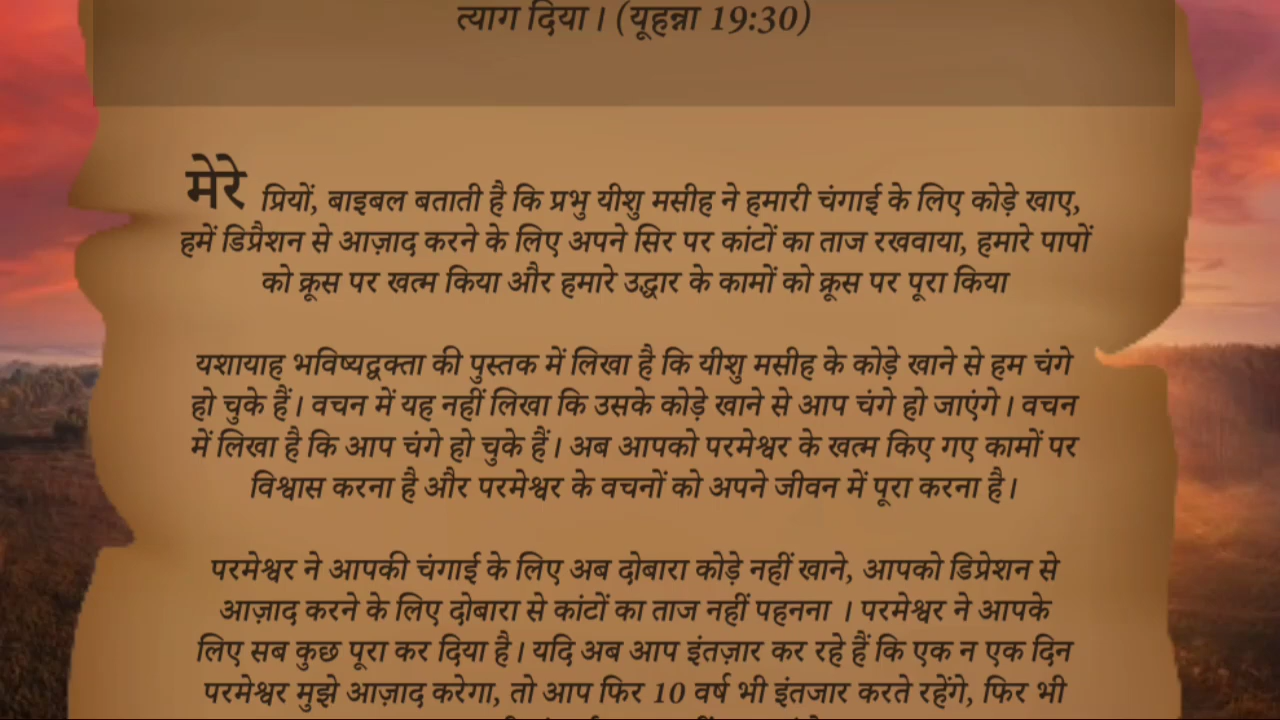 त्याग दिया। (यूहन्ना 19:30)
मेरे प्रियों, बाइबल बताती है कि प्रभु यीशु मसीह ने हमारी चंगाई के लिए कोड़े खाए,
हमें डिप्रैशन से आज़ाद करने के लिए अपने सिर पर कांटों का ताज रखवाया, हमारे पापों
को क्रूस पर खत्म किया और हमारे उद्धार के कामों को क्रूस पर पूरा किया
यशायाह भविष्यद्वक्ता की पुस्तक में लिखा है कि यीशु मसीह के कोड़े खाने से हम चंगे
हो चुके हैं। वचन में यह नहीं लिखा कि उसके कोड़े खाने से आप चंगे हो जाएंगे। वचन
में लिखा है कि आप चंगे हो चुके हैं। अब आपको परमेश्वर के खत्म किए गए कामों पर
विश्वास करना है और परमेश्वर के वचनों को अपने जीवन में पूरा करना है।
परमेश्वर ने आपकी चंगाई के लिए अब दोबारा कोड़े नहीं खाने, आपको डिप्रेशन से
आज़ाद करने के लिए दोबारा से कांटों का ताज नहीं पहनना । परमेश्वर ने आपके
लिए सब कुछ पूरा कर दिया है। यदि अब आप इंतज़ार कर रहे हैं कि एक न एक दिन
परमेश्वर मुझे आज़ाद करेगा, तो आप फिर 10 वर्ष भी इंतजार करते रहेंगे, फिर भी